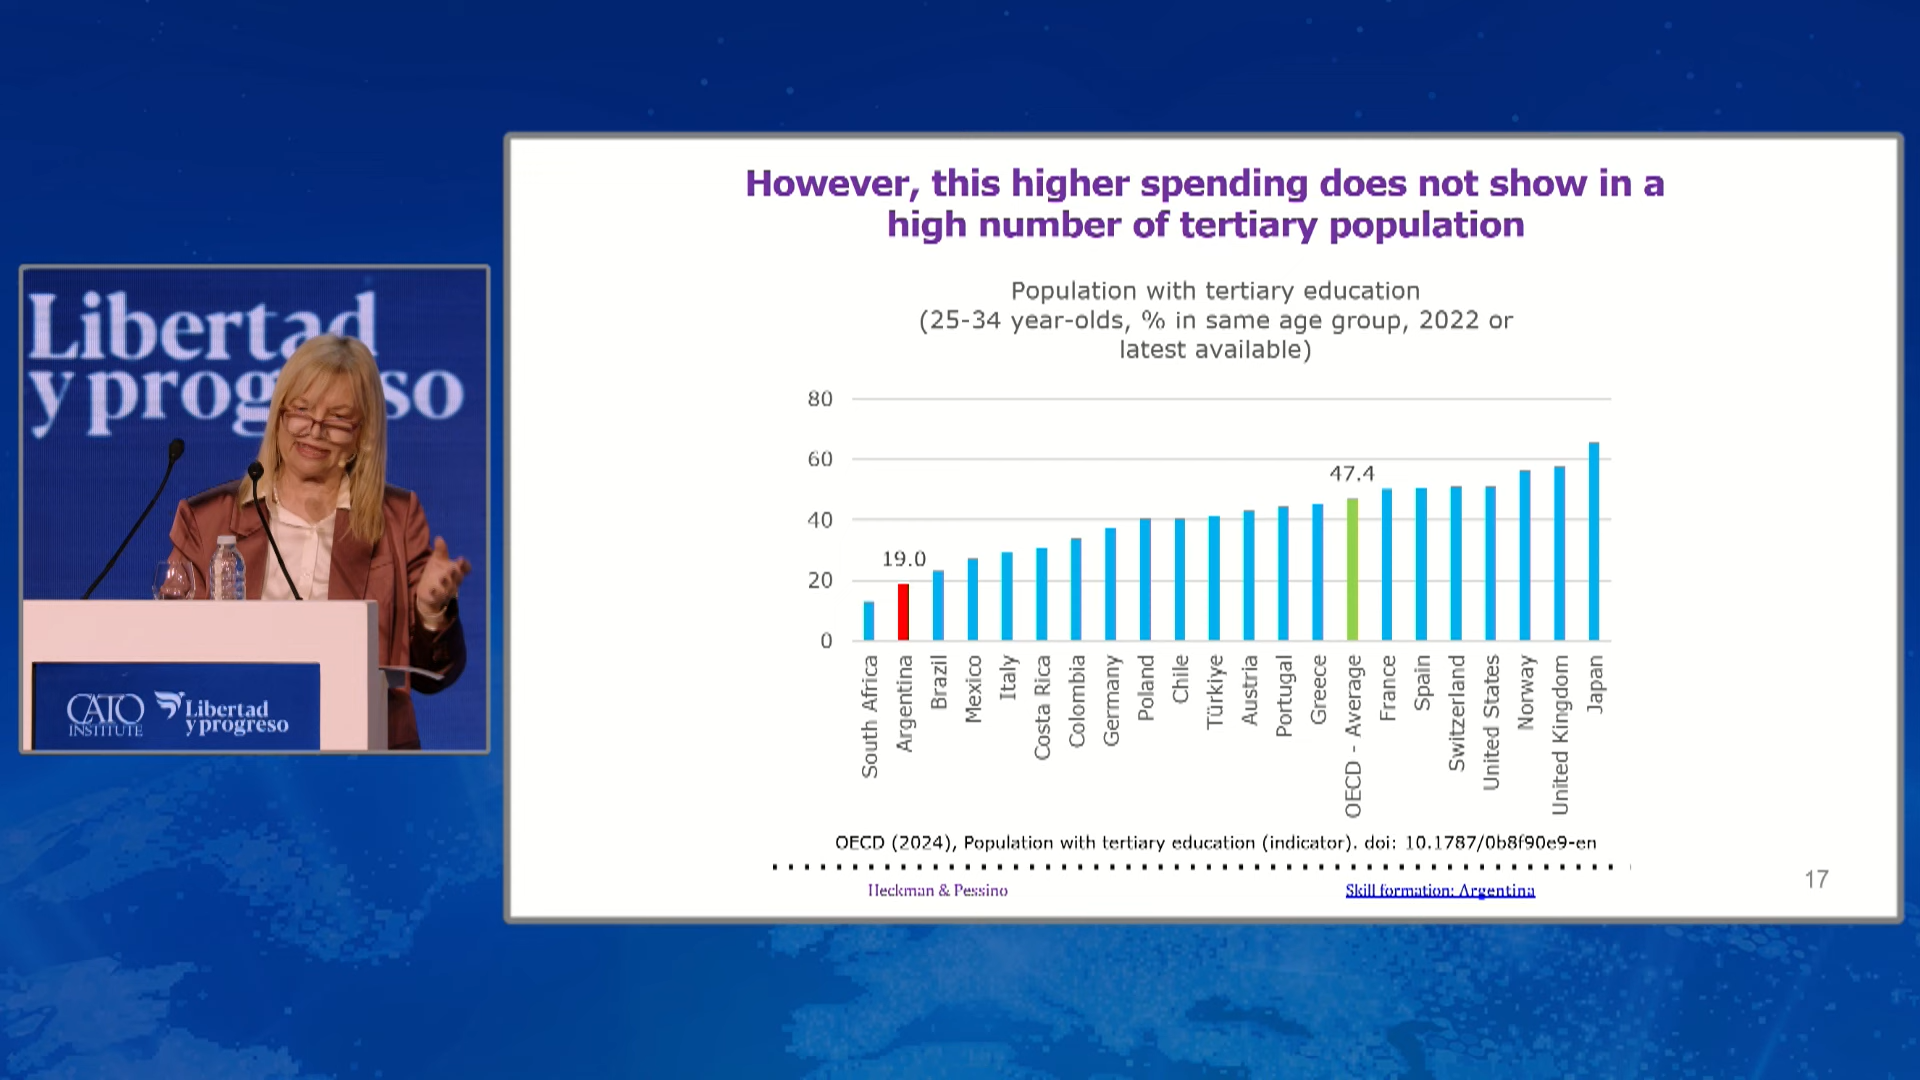 Libertad
y progreso
CATO
INSTITUTE
Libertad
y progreso
However, this higher spending does not show in a
high number of tertiary population
Population with tertiary education
(25-34 year-olds, % in same age group, 2022 or
latest available)
80
60
40
20
0
19.0
47.4
South Africa
Argentina
Brazil
Mexico
Italy
Costa Rica
Colombia
Germany
Poland
Chile
Türkiye
Austria
Portugal
Greece
OECD - Average
France
Spain
Switzerland
United States
Norway
United Kingdom
Japan
OECD (2024), Population with tertiary education (indicator). doi: 10.1787/0b8f90e9-en
Heckman & Pessino
Skill formation: Argentina
17